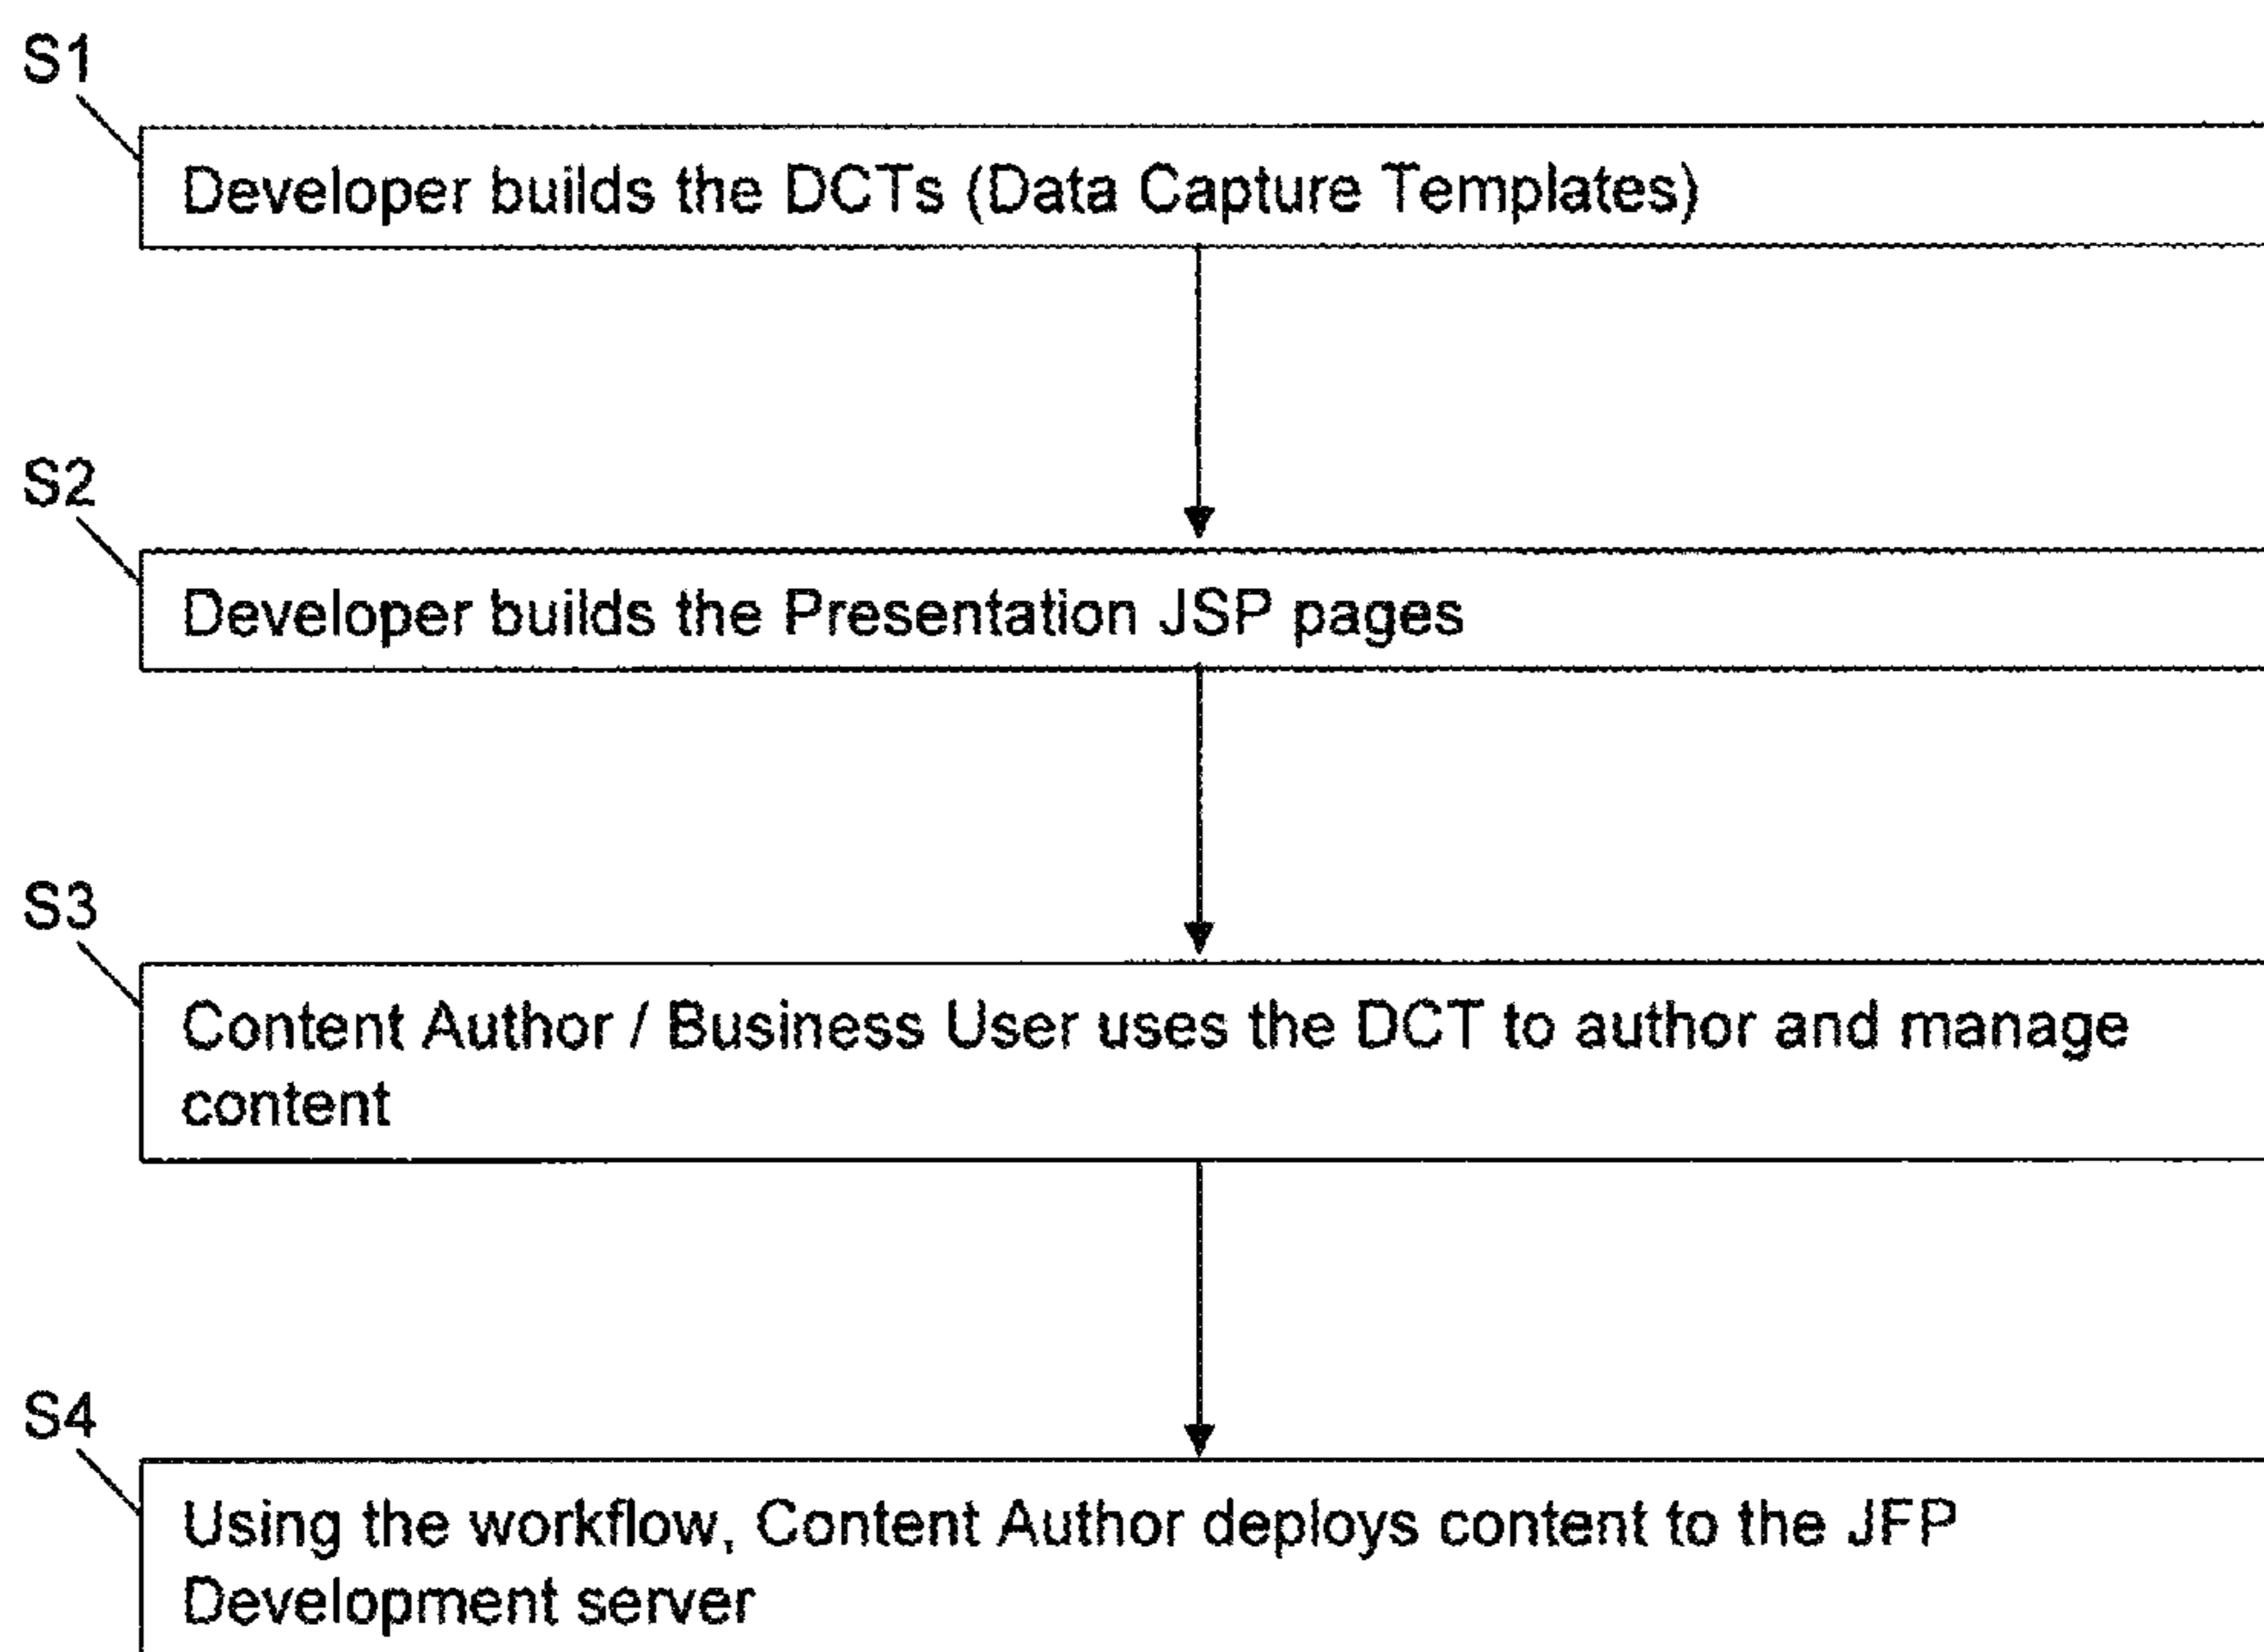 S1
Developer builds the DCTs (Data Capture Templates)
S2
Developer builds the Presentation JSP pages
S3
Content Author / Business User uses the DCT to author and manage
content
S4
Using the workflow, Content Author deploys content to the JFP
Development server